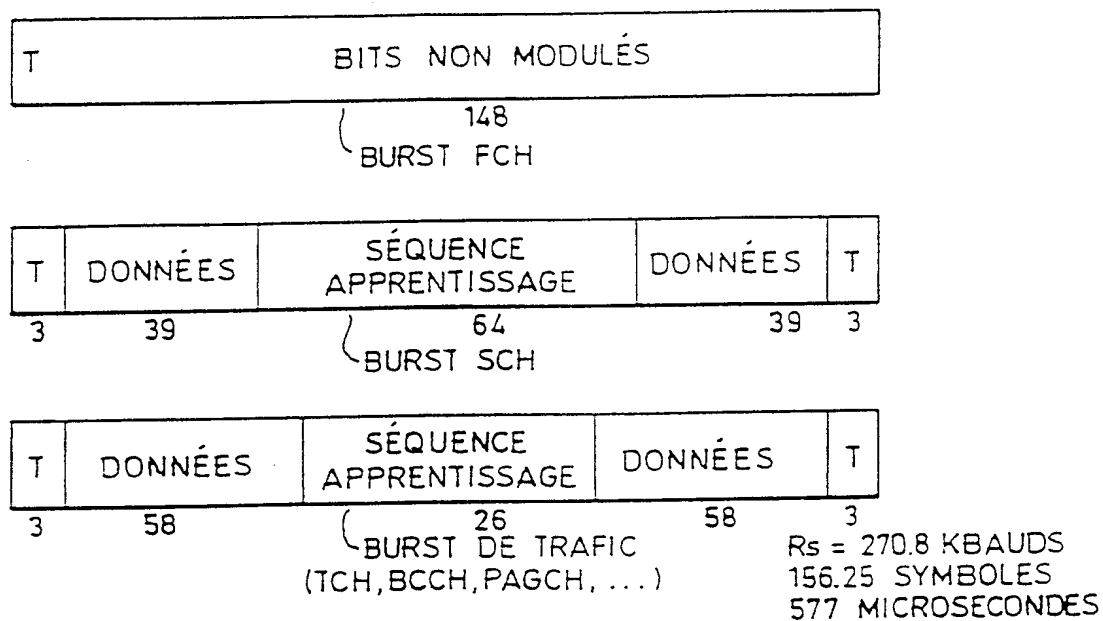 T BITS NON MODULÉS
148
BURST FCH
T DONNÉES SÉQUENCE APPRENTISSAGE DONNÉES T
3 39 64 39 3
BURST SCH
T DONNÉES SÉQUENCE APPRENTISSAGE DONNÉES T
3 58 26 58 3
BURST DE TRAFIC
(TCH,BCCH,PAGCH, ...)
Rs = 270.8 KBAUDS
156.25 SYMBOLES
577 MICROSECONDES